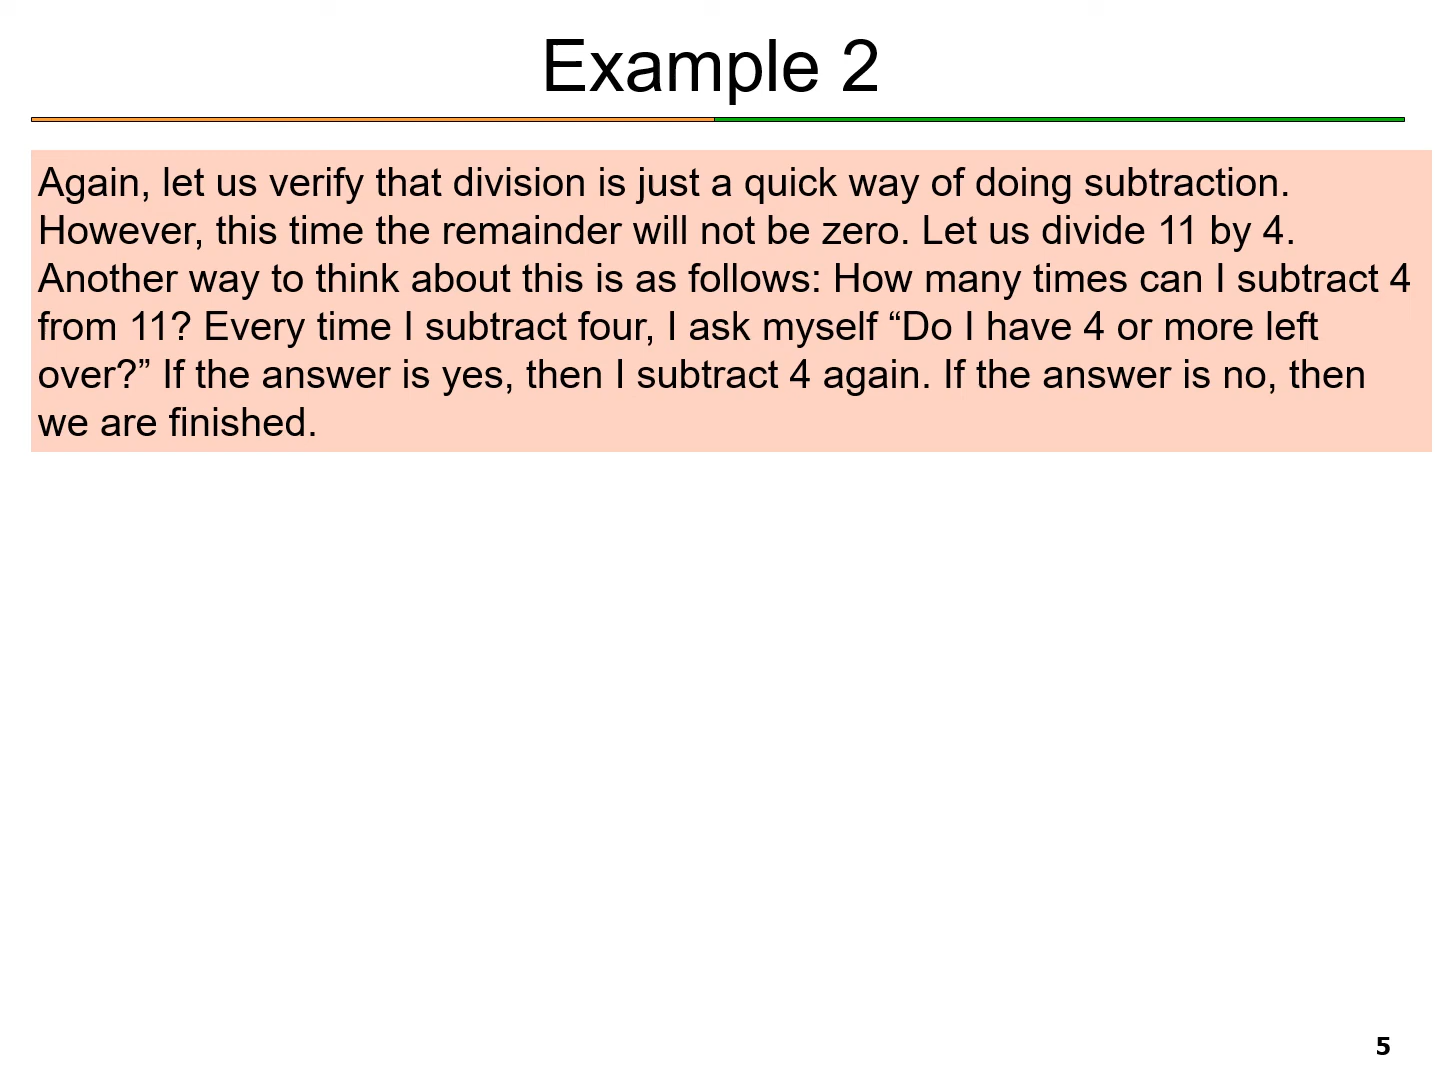 Example 2
Again, let us verify that division is just a quick way of doing subtraction.
However, this time the remainder will not be zero. Let us divide 11 by 4.
Another way to think about this is as follows: How many times can I subtract 4
from 11? Every time I subtract four, I ask myself “Do I have 4 or more left
over?” If the answer is yes, then I subtract 4 again. If the answer is no, then
we are finished.
5